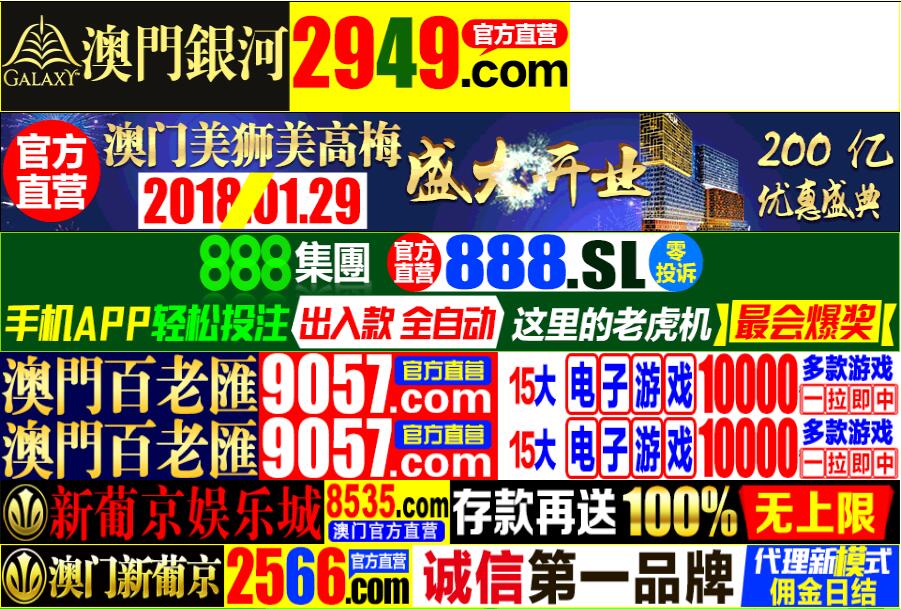 GALAXY 澳門銀河 2949.com 官方直营
官方直营 澳门美狮美高梅 2018/01.29 盛大开业 200 亿 优惠盛典
888集團 官方直营 888.SL 零投诉
手机APP轻松投注 出入款 全自动 这里的老虎机 最会爆奖
澳門百老匯 9057.com 官方直营 15大 电子游戏 10000 多款游戏 一拉即中
澳門百老匯 9057.com 官方直营 15大 电子游戏 10000 多款游戏 一拉即中
新葡京娱乐城 8535.com 澳门官方直营 存款再送 100% 无上限
澳门新葡京 2566.com 官方直营 诚信第一品牌 代理新模式 佣金日结